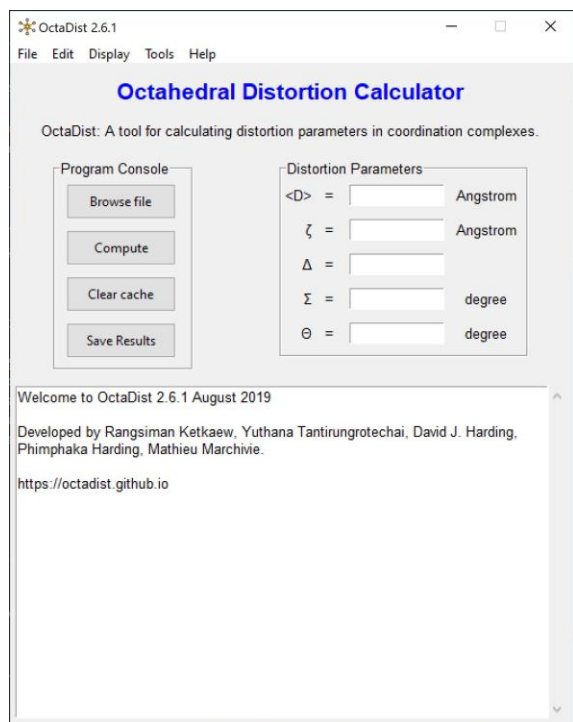 OctaDist 2.6.1
File Edit Display Tools Help
Octahedral Distortion Calculator
OctaDist: A tool for calculating distortion parameters in coordination complexes.
Program Console
Browse file
Compute
Clear cache
Save Results
Distortion Parameters
<D> = Angstrom
ζ = Angstrom
Δ =
Σ = degree
Θ = degree
Welcome to OctaDist 2.6.1 August 2019
Developed by Rangsiman Ketkaew, Yuthana Tantirungrotechai, David J. Harding,
Phimphaka Harding, Mathieu Marchivie.
https://octadist.github.io